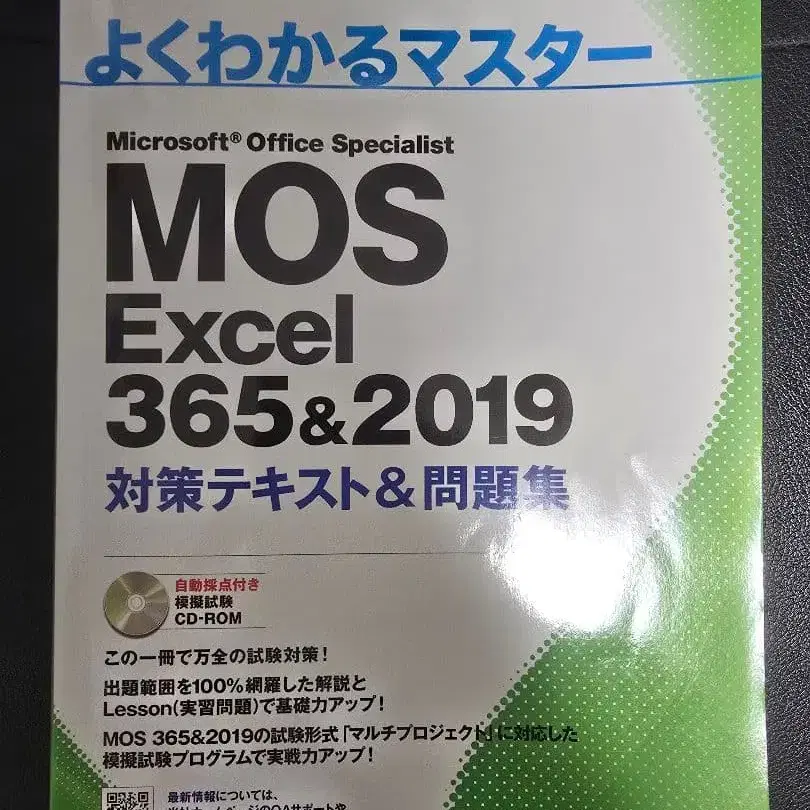 よくわかるマスター
Microsoft® Office Specialist
MOS
Excel
365&2019
対策テキスト&問題集
自動採点付き
模擬試験
CD-ROM
この一冊で万全の試験対策!
出題範囲を100%網羅した解説と
Lesson(実習問題)で基礎力アップ!
MOS 365&2019の試験形式「マルチプロジェクト」に対応した
模擬試験プログラムで実戦力アップ!
最新情報については、